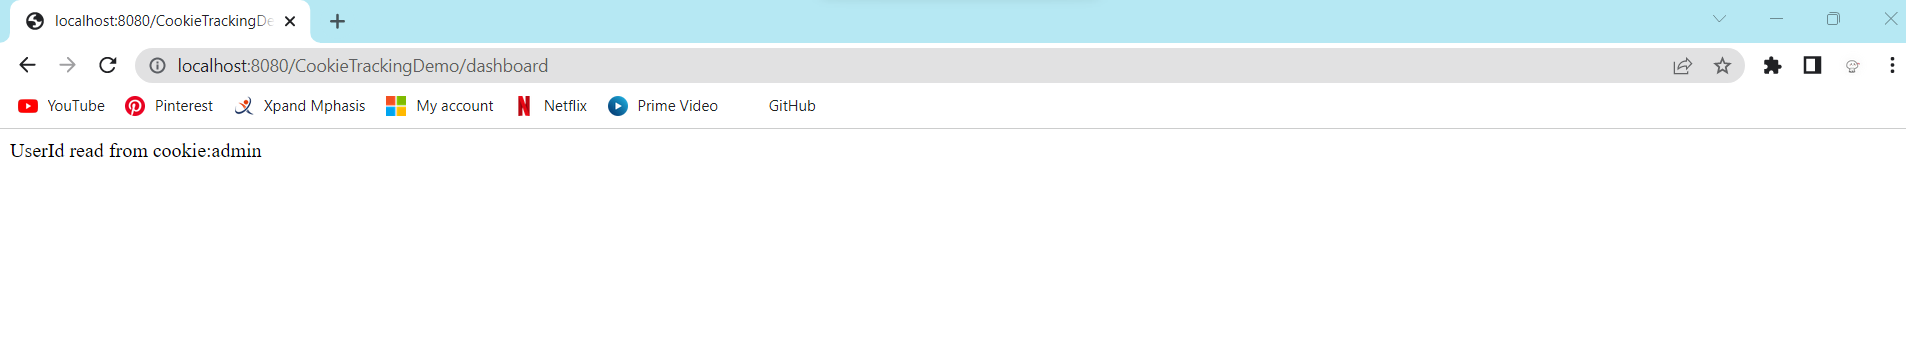 localhost:8080/CookieTrackingDe
localhost:8080/CookieTrackingDemo/dashboard
YouTube Pinterest Xpand Mphasis My account Netflix Prime Video GitHub
UserId read from cookie:admin